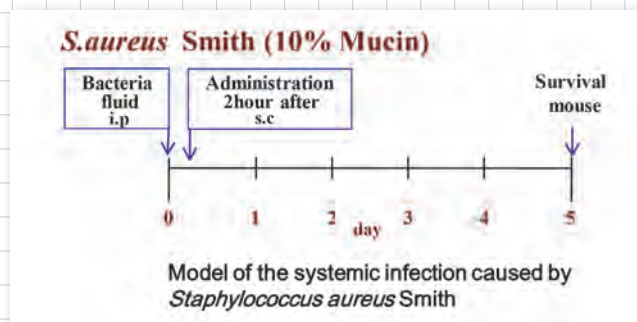 S.aureus Smith (10% Mucin)
Bacteria
fluid
i.p
Administration
2hour after
s.c
Survival
mouse
0 1 2 3 4 5
day
Model of the systemic infection caused by
Staphylococcus aureus Smith